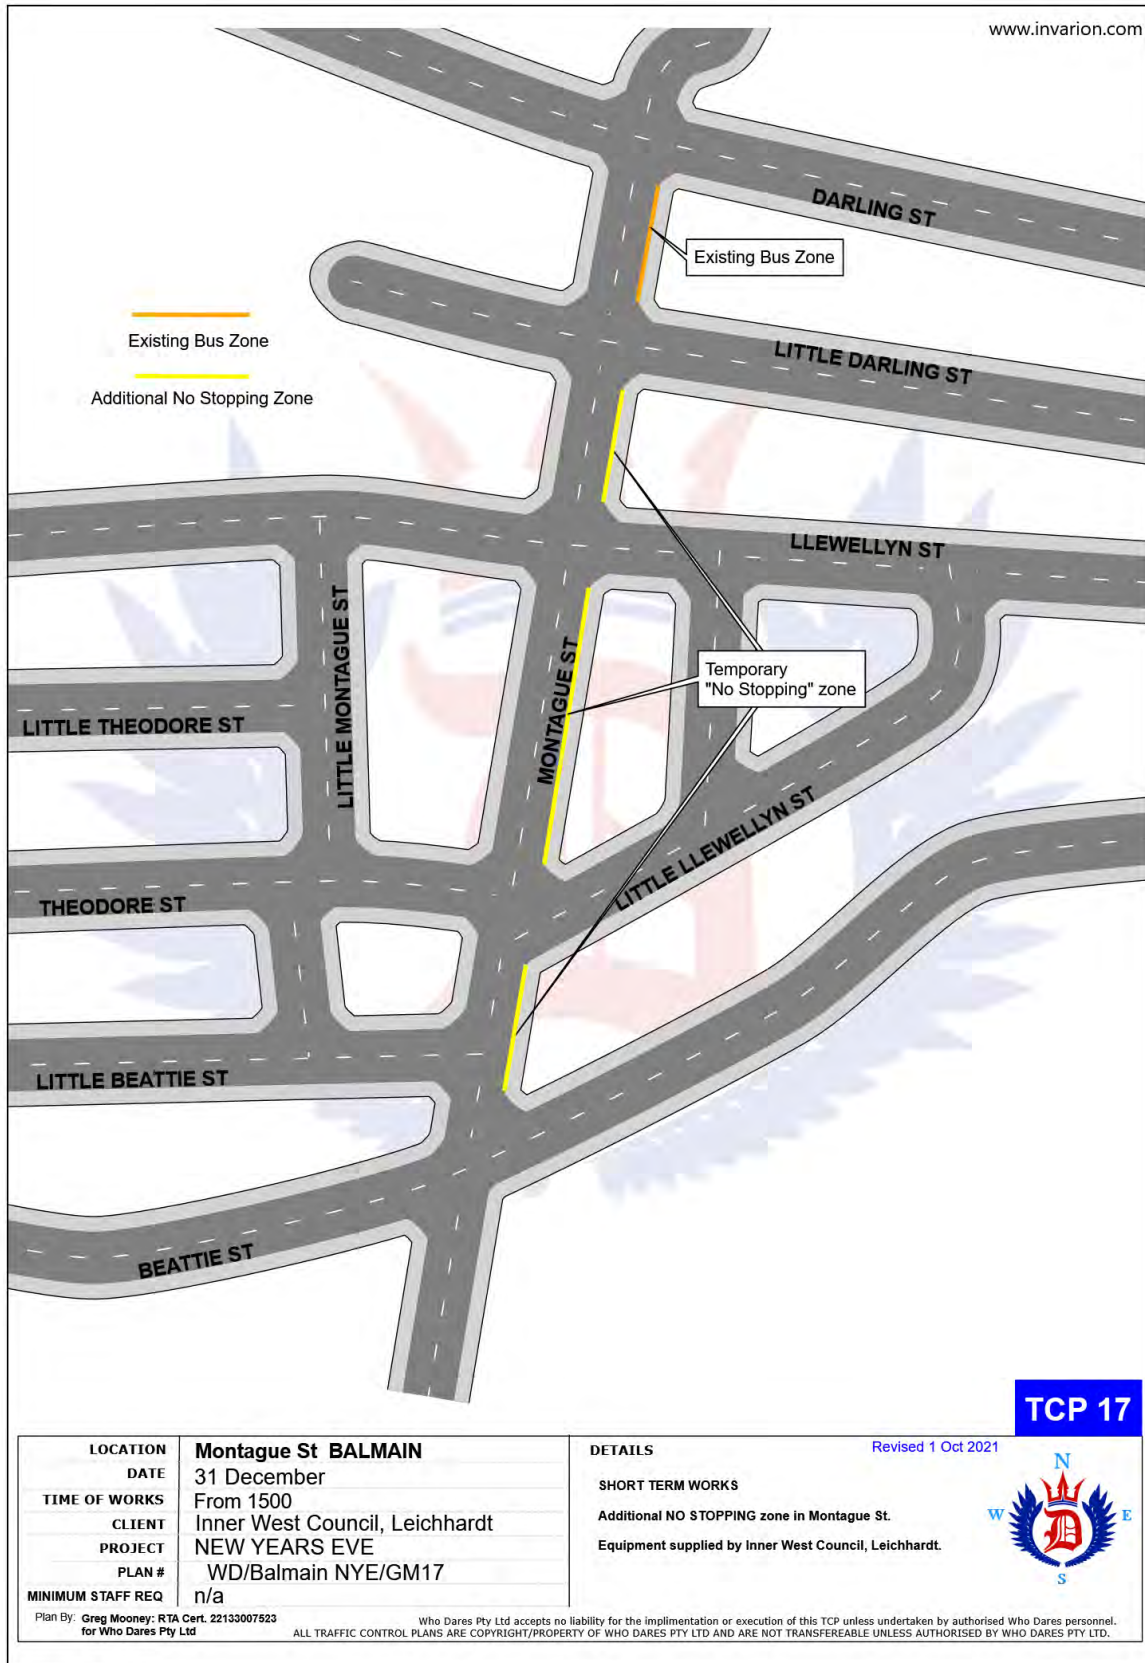 www.invarion.com
DARLING ST
Existing Bus Zone
Existing Bus Zone
LITTLE DARLING ST
Additional No Stopping Zone
LLEWELLYN ST
LITTLE MONTAGUE ST
MONTAGUE ST
Temporary
"No Stopping" zone
LITTLE THEODORE ST
LITTLE LLEWELLYN ST
THEODORE ST
LITTLE BEATTIE ST
BEATTIE ST
TCP 17
LOCATION Montague St BALMAIN
DATE 31 December
TIME OF WORKS From 1500
CLIENT Inner West Council, Leichhardt
PROJECT NEW YEARS EVE
PLAN # WD/Balmain NYE/GM17
MINIMUM STAFF REQ n/a
DETAILS
Revised 1 Oct 2021
SHORT TERM WORKS
Additional NO STOPPING zone in Montague St.
Equipment supplied by Inner West Council, Leichhardt.
N
W D E
S
Plan By: Greg Mooney: RTA Cert. 22133007523
for Who Dares Pty Ltd
Who Dares Pty Ltd accepts no liability for the implimentation or execution of this TCP unless undertaken by authorised Who Dares personnel.
ALL TRAFFIC CONTROL PLANS ARE COPYRIGHT/PROPERTY OF WHO DARES PTY LTD AND ARE NOT TRANSFEREABLE UNLESS AUTHORISED BY WHO DARES PTY LTD.